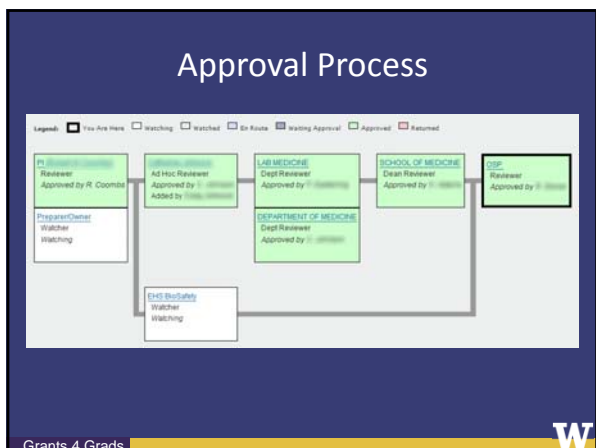 Approval Process
Legend: You Are Here Watching Watched En Route Waiting Approval Approved Returned
PI
Reviewer
Approved by R. Coombs
PreparerOwner
Watcher
Watching
Ad Hoc Reviewer
Approved by
Added by
EHS BioSafety
Watcher
Watching
LAB MEDICINE
Dept Reviewer
Approved by
DEPARTMENT OF MEDICINE
Dept Reviewer
Approved by
SCHOOL OF MEDICINE
Dean Reviewer
Approved by
OSP
Reviewer
Approved by
Grants 4 Grads
W